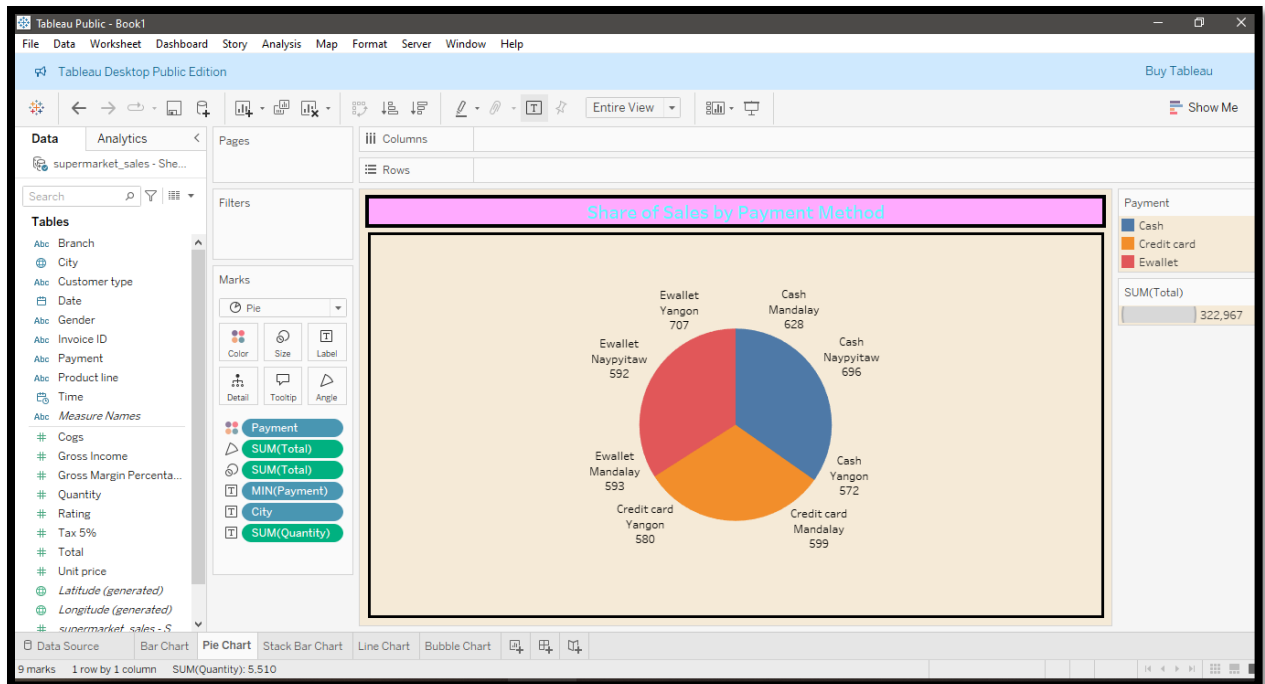 Tableau Public - Book1
File Data Worksheet Dashboard Story Analysis Map Format Server Window Help
Tableau Desktop Public Edition
Buy Tableau
Entire View
Show Me
Data Analytics
supermarket_sales - She...
Search
Tables
Abc Branch
City
Abc Customer type
Date
Abc Gender
Abc Invoice ID
Abc Payment
Abc Product line
Time
Abc Measure Names
# Cogs
# Gross Income
# Gross Margin Percenta...
# Quantity
# Rating
# Tax 5%
# Total
# Unit price
Latitude (generated)
Longitude (generated)
# supermarket_sales - S
Pages
Filters
Marks
Pie
Color Size Label
Detail Tooltip Angle
Payment
SUM(Total)
SUM(Total)
MIN(Payment)
City
SUM(Quantity)
Columns
Rows
Share of Sales by Payment Method
Ewallet
Yangon
707
Cash
Mandalay
628
Ewallet
Naypyitaw
592
Cash
Naypyitaw
696
Ewallet
Mandalay
593
Cash
Yangon
572
Credit card
Yangon
580
Credit card
Mandalay
599
Payment
Cash
Credit card
Ewallet
SUM(Total)
322,967
Data Source Bar Chart Pie Chart Stack Bar Chart Line Chart Bubble Chart
9 marks 1 row by 1 column SUM(Quantity): 5,510